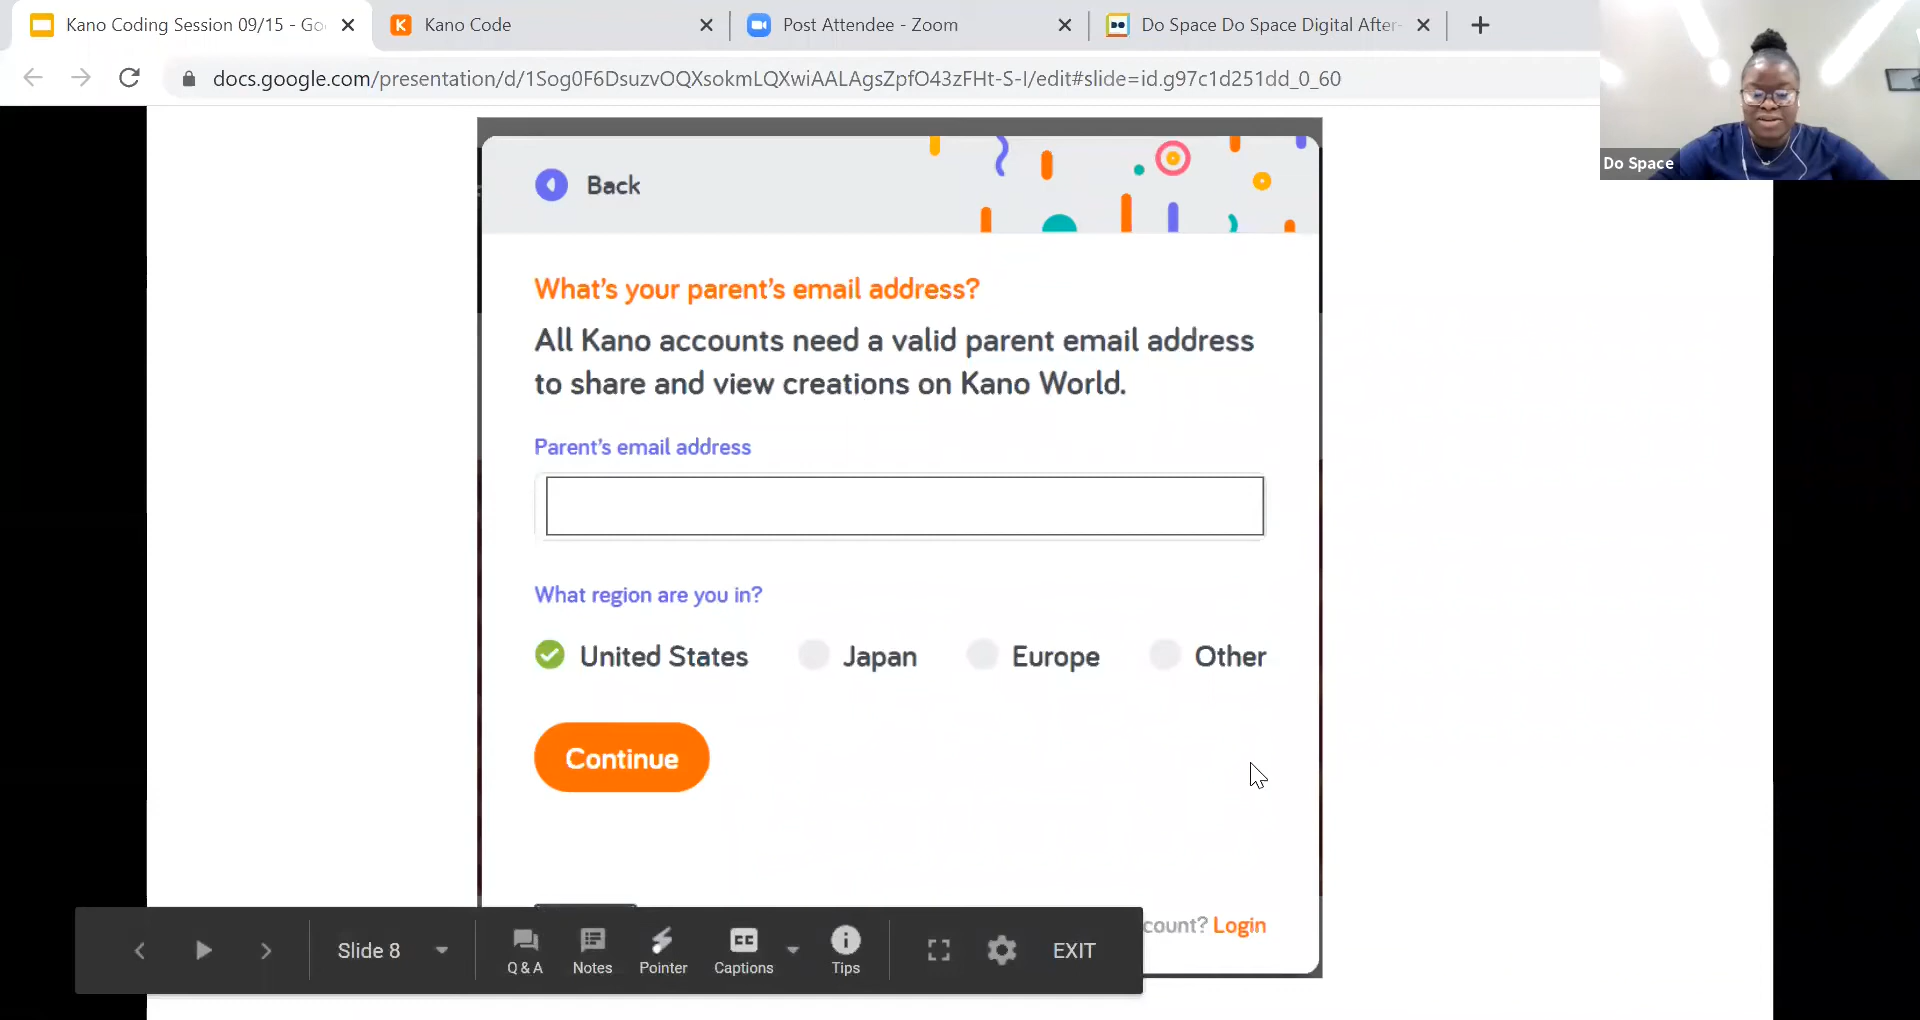 Kano Coding Session 09/15 - Go
Kano Code
Post Attendee - Zoom
Do Space Do Space Digital After-
docs.google.com/presentation/d/1Sog0F6DsuzvOQXsokmLQXwiAALAgsZpfO43zFHt-S-I/edit#slide=id.g97c1d251dd_0_60
Do Space
Back
What's your parent's email address?
All Kano accounts need a valid parent email address
to share and view creations on Kano World.
Parent's email address
What region are you in?
United States Japan Europe Other
Continue
count? Login
Slide 8
Q & A
Notes
Pointer
CC
Captions
Tips
EXIT